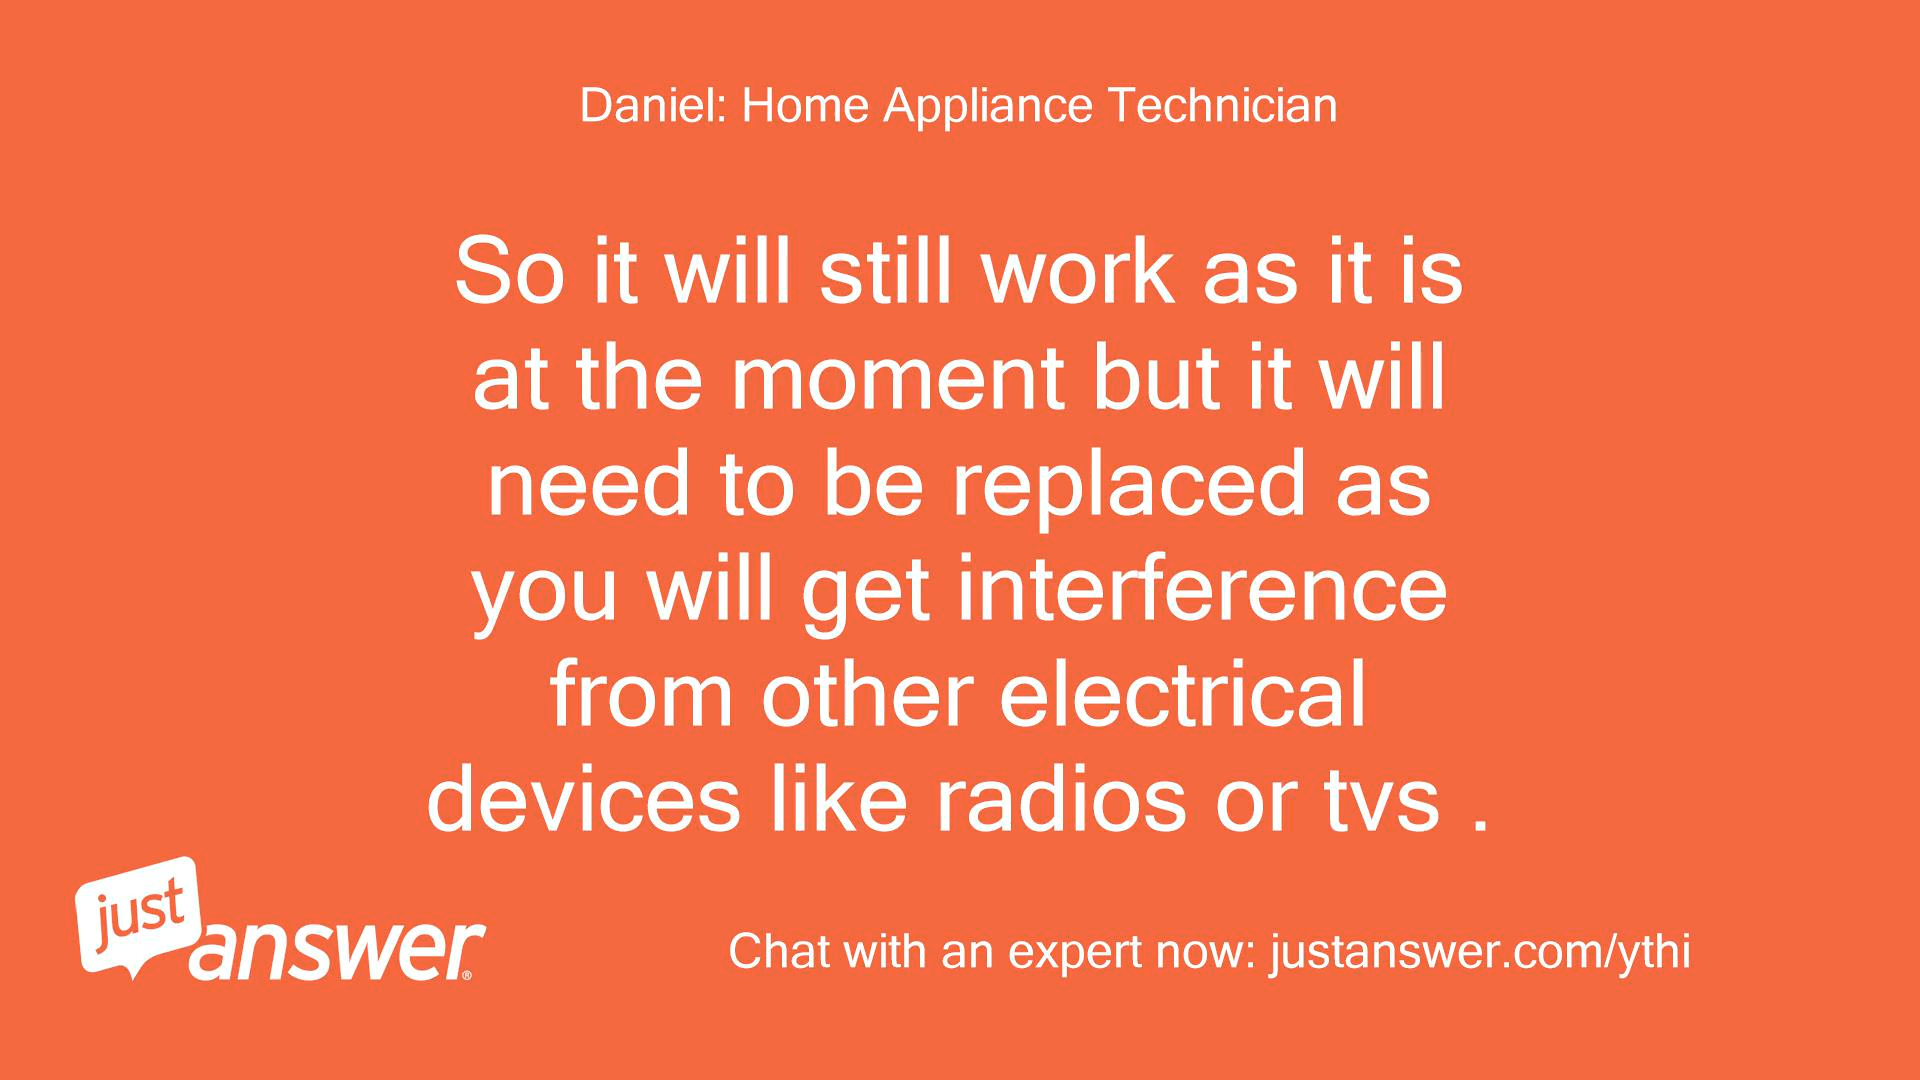 Daniel: Home Appliance Technician
So it will still work as it is
at the moment but it will
need to be replaced as
you will get interference
from other electrical
devices like radios or tvs .
just
answer®
Chat with an expert now: justanswer.com/ythi